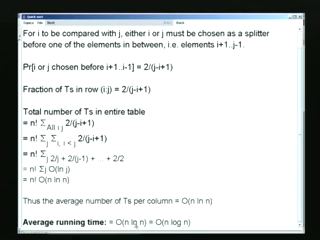 For i to be compared with j, either i or j must be chosen as a splitter
before one of the elements in between, i.e. elements i+1..j-1.
Pr[i or j chosen before i+1..i-1] = 2/(j-i+1)
Fraction of Ts in row (i:j) = 2/(j-i+1)
Total number of Ts in entire table
= n! Σ All i j 2/(j-i+1)
= n! Σ j Σ i, i < j 2/(j-i+1)
= n! Σ j 2/j + 2/(j-1) + ... + 2/2
= n! Σj O(ln j)
= n! O(n ln n)
Thus the average number of Ts per column = O(n ln n)
Average running time: = O(n ln n) = O(n log n)